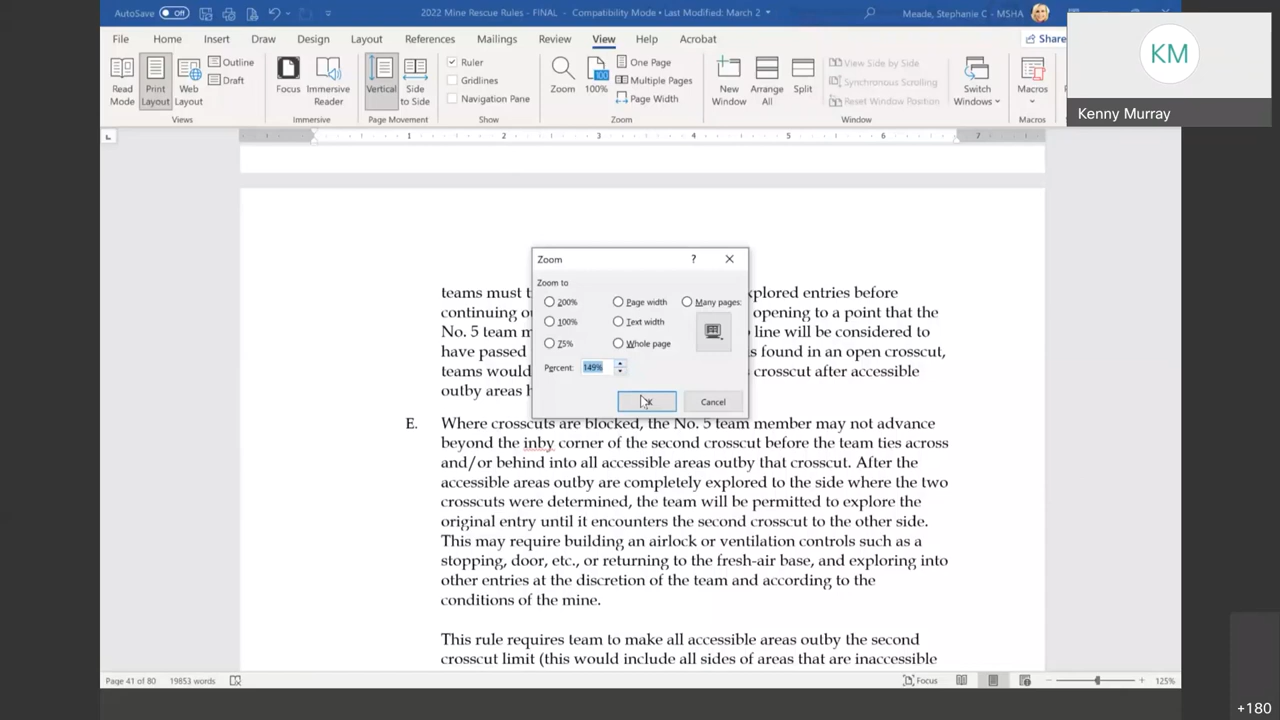 AutoSave Off 2022 Mine Rescue Rules - FINAL - Compatibility Mode • Last Modified: March 2 Meade, Stephanie C - MSHA
File Home Insert Draw Design Layout References Mailings Review View Help Acrobat Share
KM
Kenny Murray
Read Mode
Print Layout
Web Layout
Outline
Draft
Views
Focus
Immersive Reader
Immersive
Vertical
Side to Side
Page Movement
Ruler
Gridlines
Navigation Pane
Show
Zoom
100
100%
One Page
Multiple Pages
Page Width
Zoom
New Window
Arrange All
Split
View Side by Side
Synchronous Scrolling
Reset Window Position
Window
Switch Windows
Macros
Macros
1 2 3 4 5 6 7
Zoom ? ×
Zoom to
200% Page width Many pages:
100% Text width
75% Whole page
Percent: 149%
Cancel
teams must plored entries before
continuing opening to a point that the
No. 5 team line will be considered to
have passed s found in an open crosscut,
teams would crosscut after accessible
outby areas
E. Where crosscuts are blocked, the No. 5 team member may not advance
beyond the inby corner of the second crosscut before the team ties across
and/or behind into all accessible areas outby that crosscut. After the
accessible areas outby are completely explored to the side where the two
crosscuts were determined, the team will be permitted to explore the
original entry until it encounters the second crosscut to the other side.
This may require building an airlock or ventilation controls such as a
stopping, door, etc., or returning to the fresh-air base, and exploring into
other entries at the discretion of the team and according to the
conditions of the mine.
This rule requires team to make all accessible areas outby the second
crosscut limit (this would include all sides of areas that are inaccessible
Page 41 of 80 19853 words Focus 125%
+180